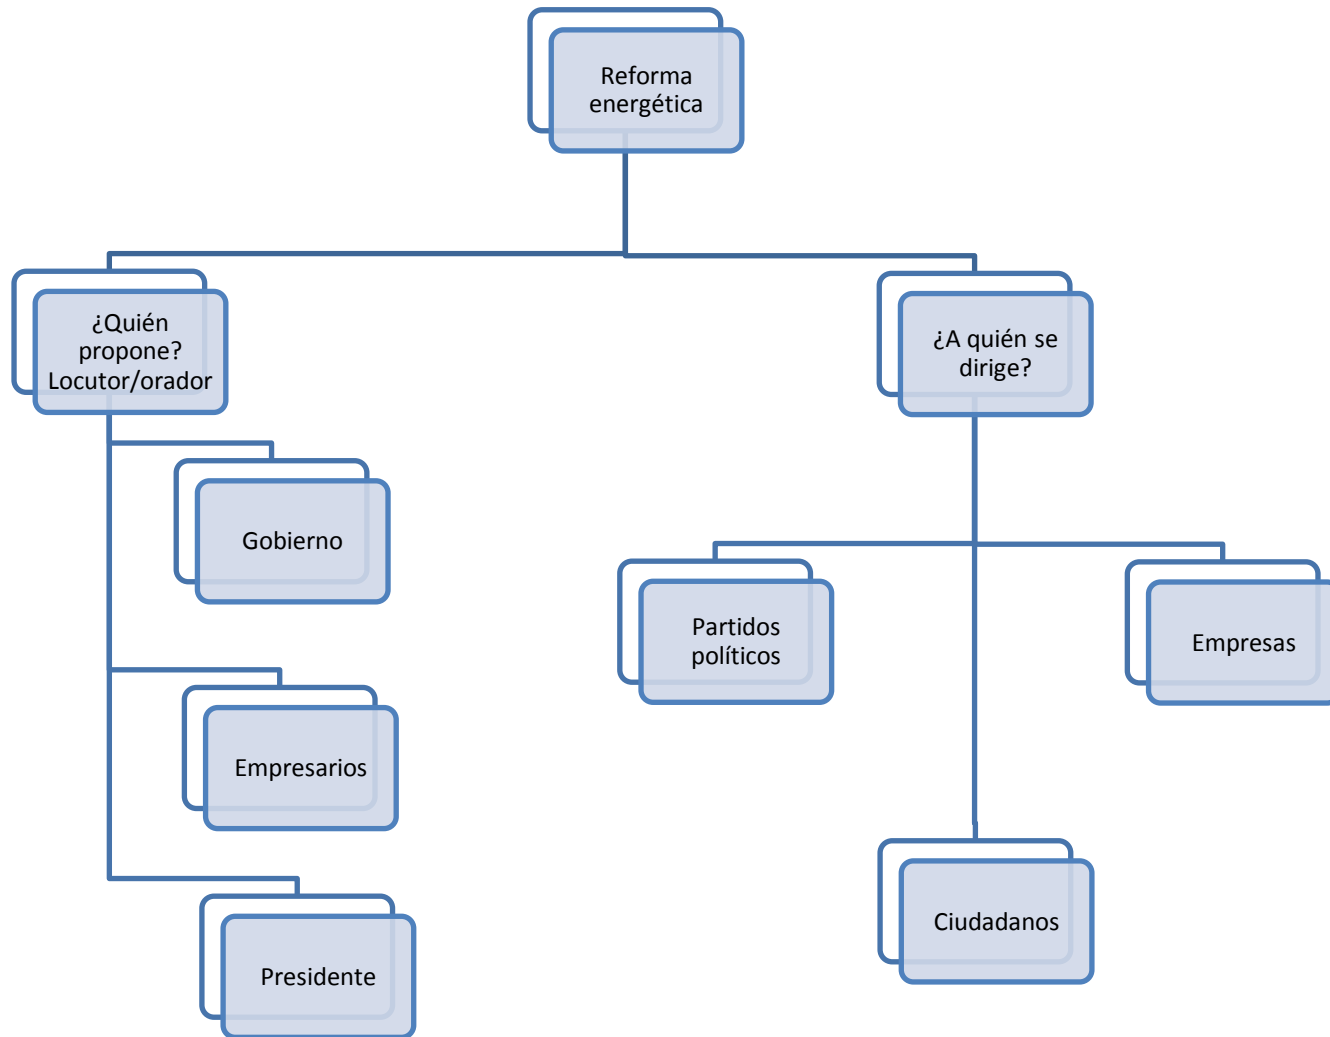 Reforma
energética
¿Quién
propone?
Locutor/orador
¿A quién se
dirige?
Gobierno
Partidos
políticos
Empresas
Empresarios
Ciudadanos
Presidente